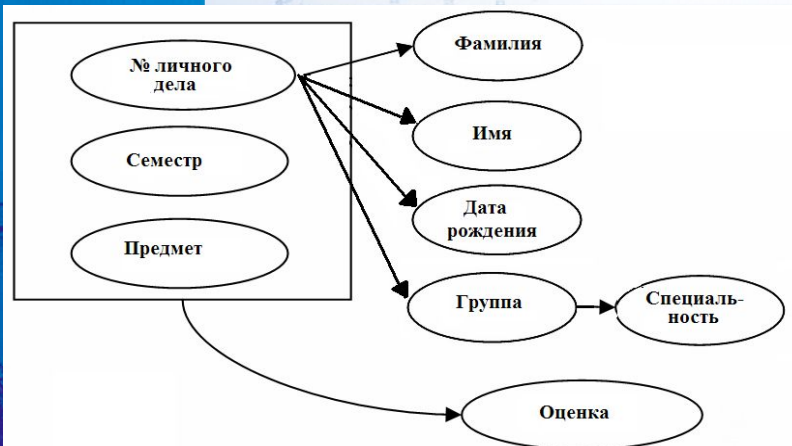 № личного
дела
Семестр
Предмет
Фамилия
Имя
Дата
рождения
Группа
Специаль-
ность
Оценка